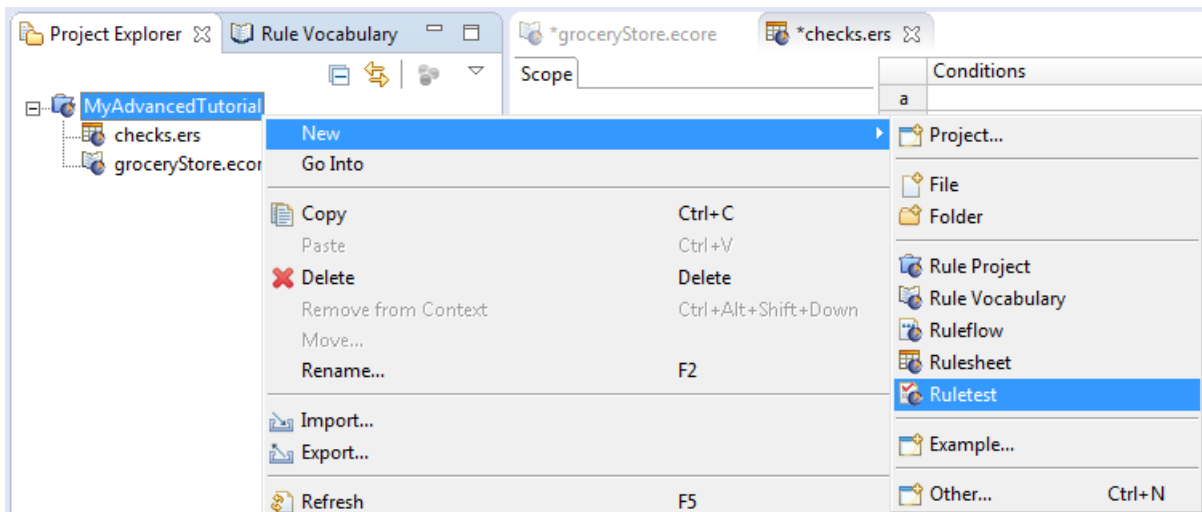 Project Explorer Rule Vocabulary *groceryStore.ecore *checks.ers
Scope Conditions
a
MyAdvancedTutorial
checks.ers
groceryStore.ecor
New
Go Into
Copy Ctrl+C
Paste Ctrl+V
Delete Delete
Remove from Context Ctrl+Alt+Shift+Down
Move...
Rename... F2
Import...
Export...
Refresh F5
Project...
File
Folder
Rule Project
Rule Vocabulary
Ruleflow
Rulesheet
Ruletest
Example...
Other... Ctrl+N